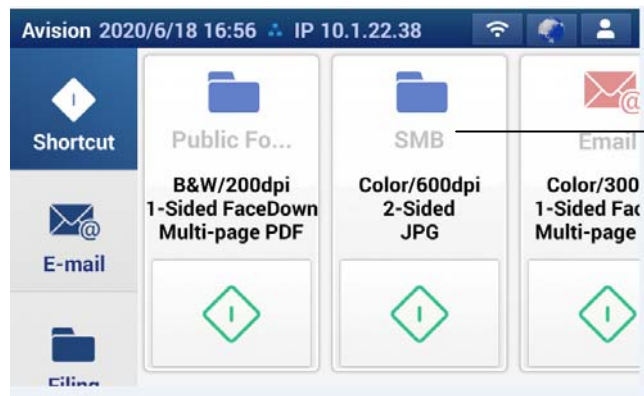 Avision 2020/6/18 16:56 IP 10.1.22.38
Shortcut
E-mail
Filing
Public Fo...
B&W/200dpi
1-Sided FaceDown
Multi-page PDF
SMB
Color/600dpi
2-Sided
JPG
Email
Color/300
1-Sided Fac
Multi-page